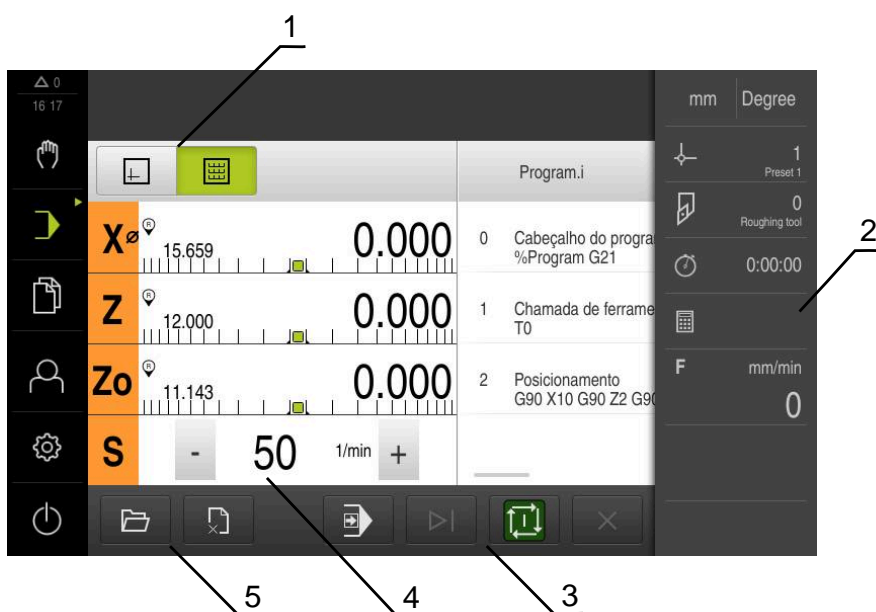 1
0
16 17
mm Degree
1
Preset 1
0
Roughing tool
0:00:00
F mm/min
0
2
Program.i
X⌀ R 15.659 0.000
Z R 12.000 0.000
Zo R 11.143 0.000
S - 50 1/min +
0 Cabeçalho do progra
%Program G21
1 Chamada de ferrame
T0
2 Posicionamento
G90 X10 G90 Z2 G90
5
4
3